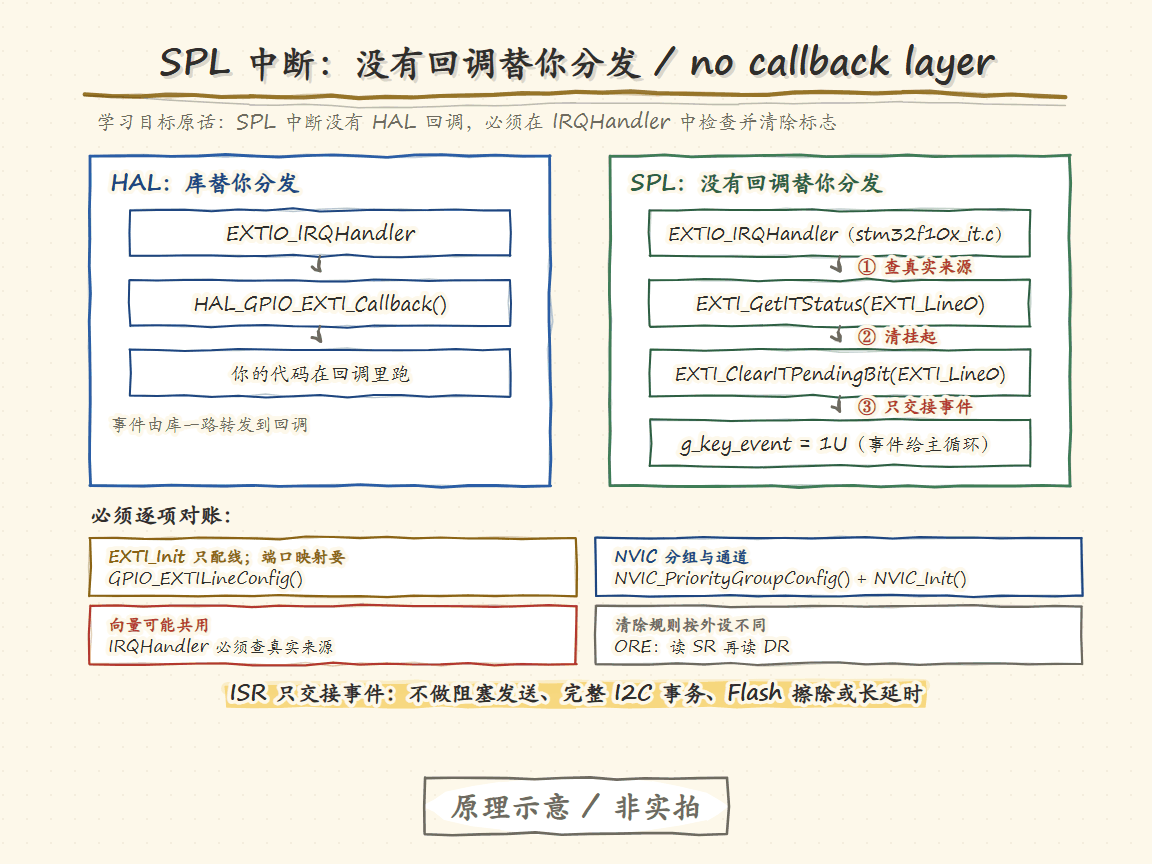 SPL 中断：没有回调替你分发 / no callback layer
学习目标原话：SPL 中断没有 HAL 回调，必须在 IRQHandler 中检查并清除标志
HAL：库替你分发
EXTI0_IRQHandler
HAL_GPIO_EXTI_Callback()
你的代码在回调里跑
事件由库一路转发到回调
SPL：没有回调替你分发
EXTI0_IRQHandler（stm32f10x_it.c）
① 查真实来源
EXTI_GetITStatus(EXTI_Line0)
② 清挂起
EXTI_ClearITPendingBit(EXTI_Line0)
③ 只交接事件
g_key_event = 1U（事件给主循环）
必须逐项对账：
EXTI_Init 只配线；端口映射要
GPIO_EXTILineConfig()
NVIC 分组与通道
NVIC_PriorityGroupConfig() + NVIC_Init()
向量可能共用
IRQHandler 必须查真实来源
清除规则按外设不同
ORE：读 SR 再读 DR
ISR 只交接事件：不做阻塞发送、完整 I2C 事务、Flash 擦除或长延时
原理示意 / 非实拍